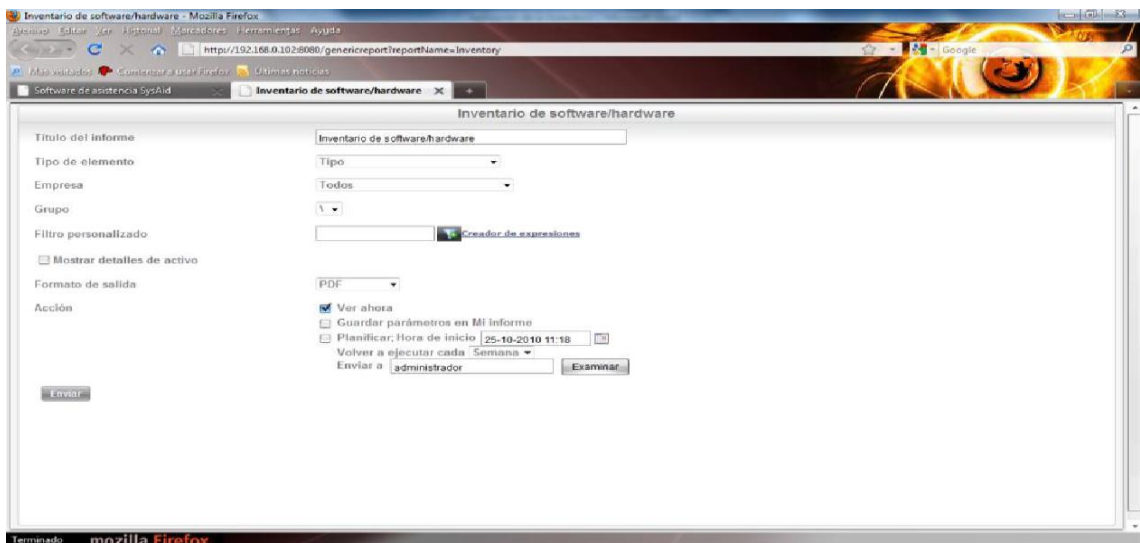 Inventario de software/hardware - Mozilla Firefox
Archivo Editar Ver Historial Marcadores Herramientas Ayuda
http://192.168.0.102:8080/genericreport?reportName=Inventory
Google
Más visitados Comenzar a usar Firefox Últimas noticias
Software de asistencia SysAid
Inventario de software/hardware
Inventario de software/hardware
Título del informe
Inventario de software/hardware
Tipo de elemento
Tipo
Empresa
Todos
Grupo
\
Filtro personalizado
Creador de expresiones
Mostrar detalles de activo
Formato de salida
PDF
Acción
Ver ahora
Guardar parámetros en Mi informe
Planificar; Hora de inicio 25-10-2010 11:18
Volver a ejecutar cada Semana
Enviar a administrador Examinar
Enviar
Terminado mozilla Firefox